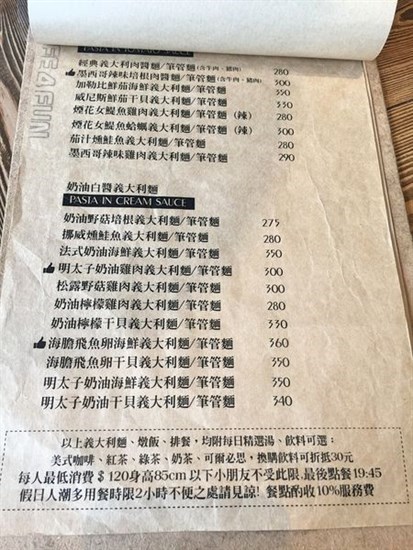 PASTA IN TOMATO SAUCE
經典義大利肉醬麵/筆管麵(含牛肉、豬肉) 280
墨西哥辣味培根肉醬麵/筆管麵(含牛肉、豬肉) 300
加勒比鮮茄海鮮義大利麵/筆管麵 350
威尼斯鮮茄干貝義大利麵/筆管麵 330
煙花女鯷魚雞肉義大利麵/筆管麵 (辣) 280
煙花女鯷魚蛤蠣義大利麵/筆管麵 (辣) 300
茄汁燻鮭魚義大利麵/筆管麵 280
墨西哥辣味雞肉義大利麵/筆管麵 290
奶油白醬義大利麵
PASTA IN CREAM SAUCE
奶油野菇培根義大利麵/筆管麵 275
挪威燻鮭魚義大利麵/筆管麵 280
法式奶油海鮮義大利麵/筆管麵 350
明太子奶油雞肉義大利麵/筆管麵 300
松露野菇雞肉義大利麵/筆管麵 300
奶油檸檬雞肉義大利麵/筆管麵 280
奶油檸檬干貝義大利麵/筆管麵 330
海膽飛魚卵海鮮義大利麵/筆管麵 360
海膽飛魚卵干貝義大利麵/筆管麵 350
明太子奶油海鮮義大利麵/筆管麵 350
明太子奶油干貝義大利麵/筆管麵 340
以上義大利麵、燉飯、排餐，均附每日精選湯、飲料可選：
美式咖啡、紅茶、綠茶、奶茶、可爾必思，換購飲料可折抵30元
每人最低消費＄120身高85cm以下小朋友不受此限,最後點餐19:45
假日人潮多用餐時限2小時不便之處請見諒! 餐點酌收10%服務費